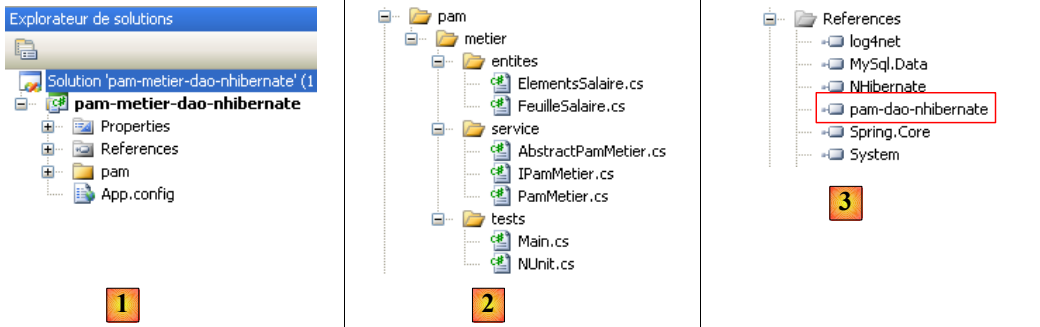 Explorateur de solutions
Solution 'pam-metier-dao-nhibernate' (1
pam-metier-dao-nhibernate
Properties
References
pam
App.config
1
pam
metier
entites
ElementsSalaire.cs
FeuilleSalaire.cs
service
AbstractPamMetier.cs
IPamMetier.cs
PamMetier.cs
tests
Main.cs
NUnit.cs
2
References
log4net
MySql.Data
NHibernate
pam-dao-nhibernate
Spring.Core
System
3